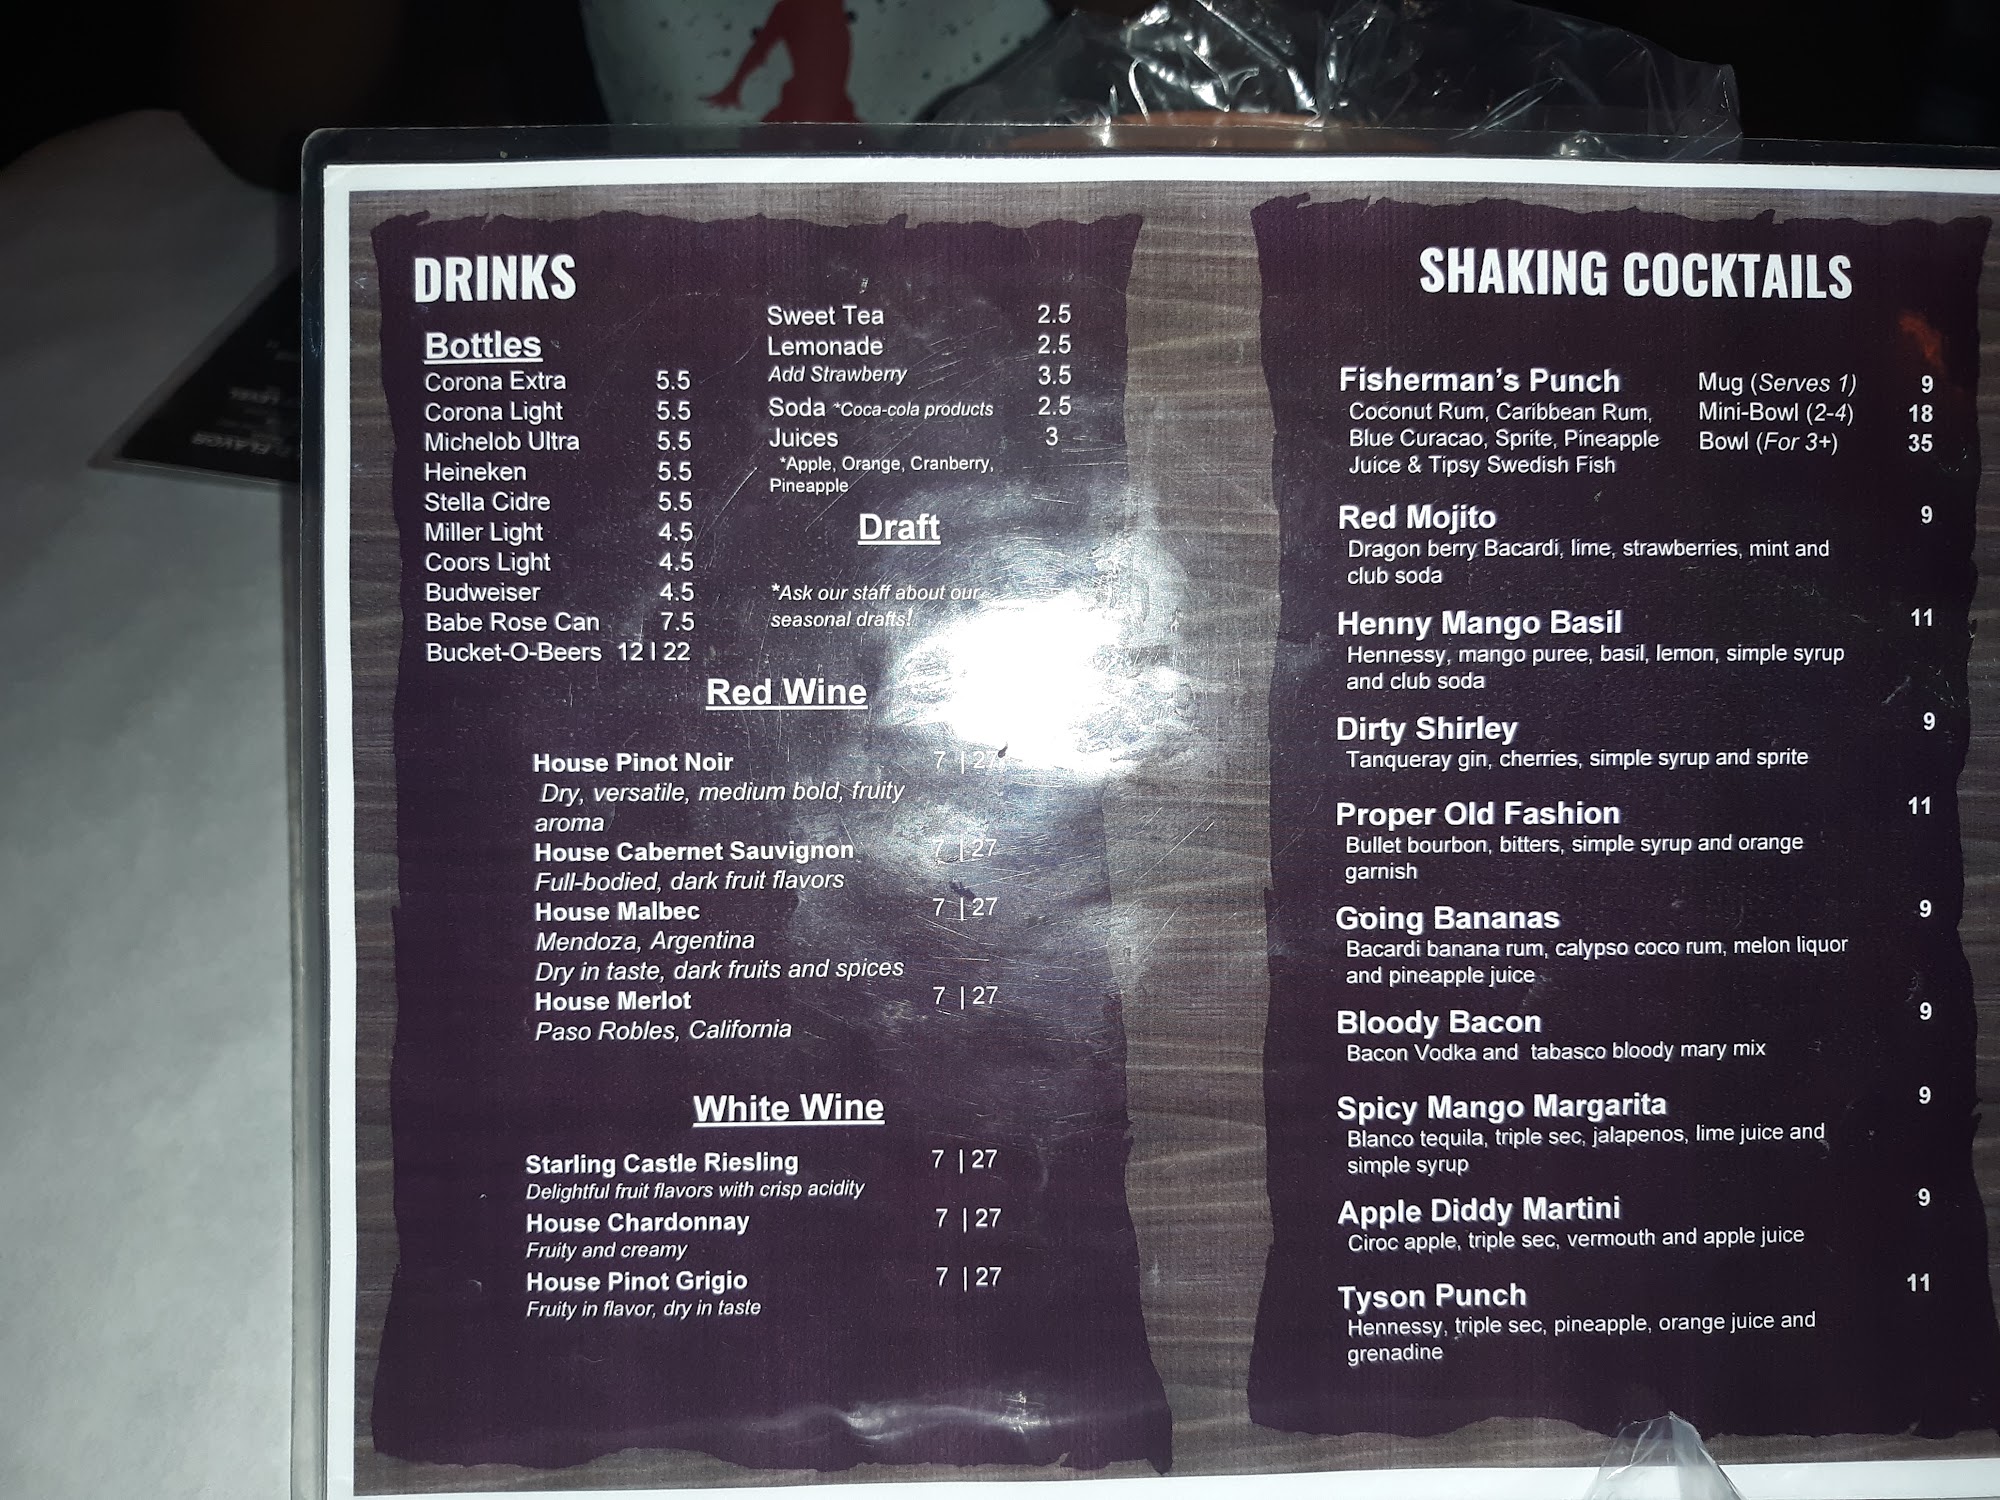 DRINKS
Bottles
Corona Extra 5.5
Corona Light 5.5
Michelob Ultra 5.5
Heineken 5.5
Stella Cidre 5.5
Miller Light 4.5
Coors Light 4.5
Budweiser 4.5
Babe Rose Can 7.5
Bucket-O-Beers 12 | 22
Sweet Tea 2.5
Lemonade 2.5
Add Strawberry 3.5
Soda *Coca-cola products 2.5
Juices 3
*Apple, Orange, Cranberry,
Pineapple
Draft
*Ask our staff about our
seasonal drafts!
Red Wine
House Pinot Noir 7 | 27
Dry, versatile, medium bold, fruity
aroma
House Cabernet Sauvignon 7 | 27
Full-bodied, dark fruit flavors
House Malbec 7 | 27
Mendoza, Argentina
Dry in taste, dark fruits and spices
House Merlot 7 | 27
Paso Robles, California
White Wine
Starling Castle Riesling 7 | 27
Delightful fruit flavors with crisp acidity
House Chardonnay 7 | 27
Fruity and creamy
House Pinot Grigio 7 | 27
Fruity in flavor, dry in taste
SHAKING COCKTAILS
Fisherman's Punch Mug (Serves 1) 9
Coconut Rum, Caribbean Rum, Mini-Bowl (2-4) 18
Blue Curacao, Sprite, Pineapple Bowl (For 3+) 35
Juice & Tipsy Swedish Fish
Red Mojito 9
Dragon berry Bacardi, lime, strawberries, mint and
club soda
Henny Mango Basil 11
Hennessy, mango puree, basil, lemon, simple syrup
and club soda
Dirty Shirley 9
Tanqueray gin, cherries, simple syrup and sprite
Proper Old Fashion 11
Bullet bourbon, bitters, simple syrup and orange
garnish
Going Bananas 9
Bacardi banana rum, calypso coco rum, melon liquor
and pineapple juice
Bloody Bacon 9
Bacon Vodka and tabasco bloody mary mix
Spicy Mango Margarita 9
Blanco tequila, triple sec, jalapenos, lime juice and
simple syrup
Apple Diddy Martini 9
Ciroc apple, triple sec, vermouth and apple juice
Tyson Punch 11
Hennessy, triple sec, pineapple, orange juice and
grenadine